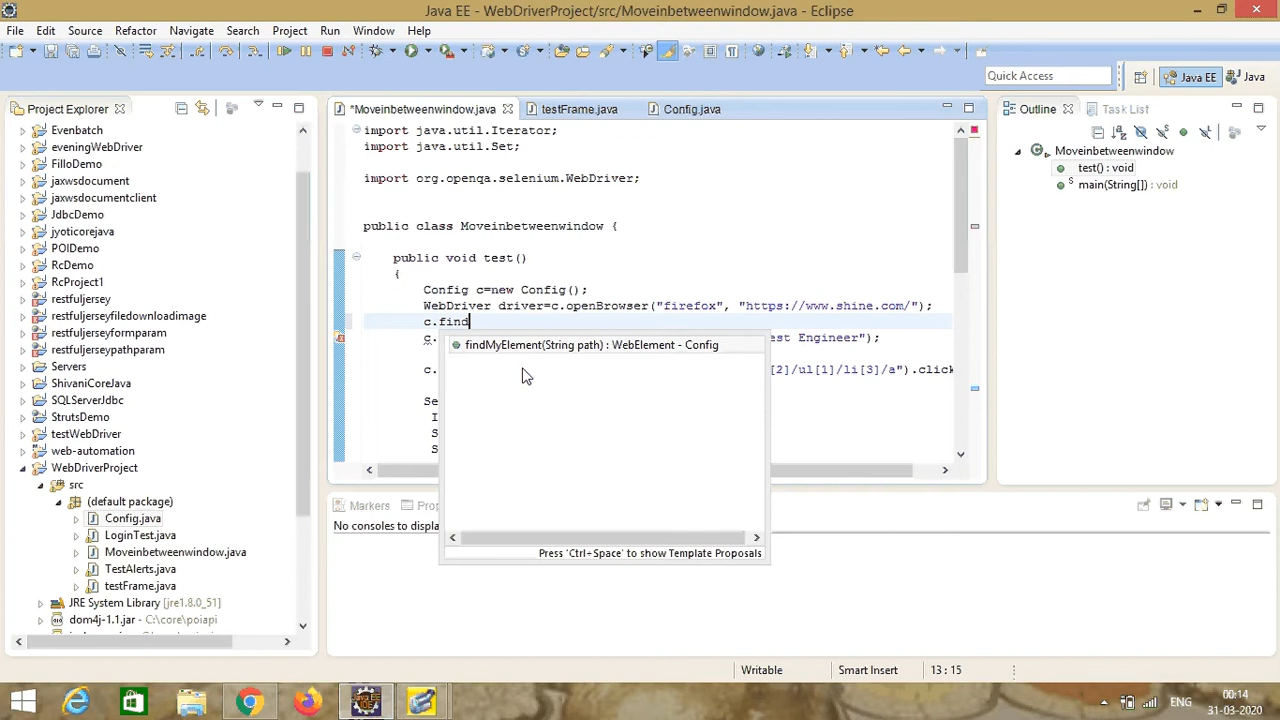 Java EE - WebDriverProject/src/Moveinbetweenwindow.java - Eclipse
File Edit Source Refactor Navigate Search Project Run Window Help
Quick Access
Java EE
Java
Project Explorer
Evenbatch
eveningWebDriver
FilloDemo
jaxwsdocument
jaxwsdocumentclient
JdbcDemo
jyoticorejava
POIDemo
RcDemo
RcProject1
restfuljersey
restfuljerseyfiledownloadimage
restfuljerseyformparam
restfuljerseypathparam
Servers
ShivaniCoreJava
SQLServerJdbc
StrutsDemo
testWebDriver
web-automation
WebDriverProject
src
(default package)
Config.java
LoginTest.java
Moveinbetweenwindow.java
TestAlerts.java
testFrame.java
JRE System Library [jre1.8.0_51]
dom4j-1.1.jar - C:\core\poiapi
*Moveinbetweenwindow.java
testFrame.java
Config.java
import java.util.Iterator;
import java.util.Set;
import org.openqa.selenium.WebDriver;
public class Moveinbetweenwindow {
public void test()
{
Config c=new Config();
WebDriver driver=c.openBrowser("firefox", "https://www.shine.com/");
c.find
c. est Engineer");
c. [2]/ul[1]/li[3]/a").click
Se
I
S
S
findMyElement(String path) : WebElement - Config
Press 'Ctrl+Space' to show Template Proposals
Outline
Task List
Moveinbetweenwindow
test() : void
main(String[]) : void
Markers
Prop
No consoles to displa
Writable
Smart Insert
13 : 15
ENG
00:14
31-03-2020